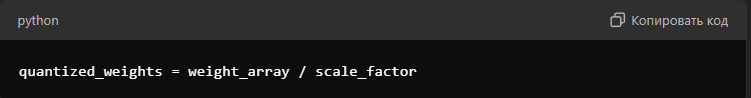 python
Копировать код
quantized_weights = weight_array / scale_factor